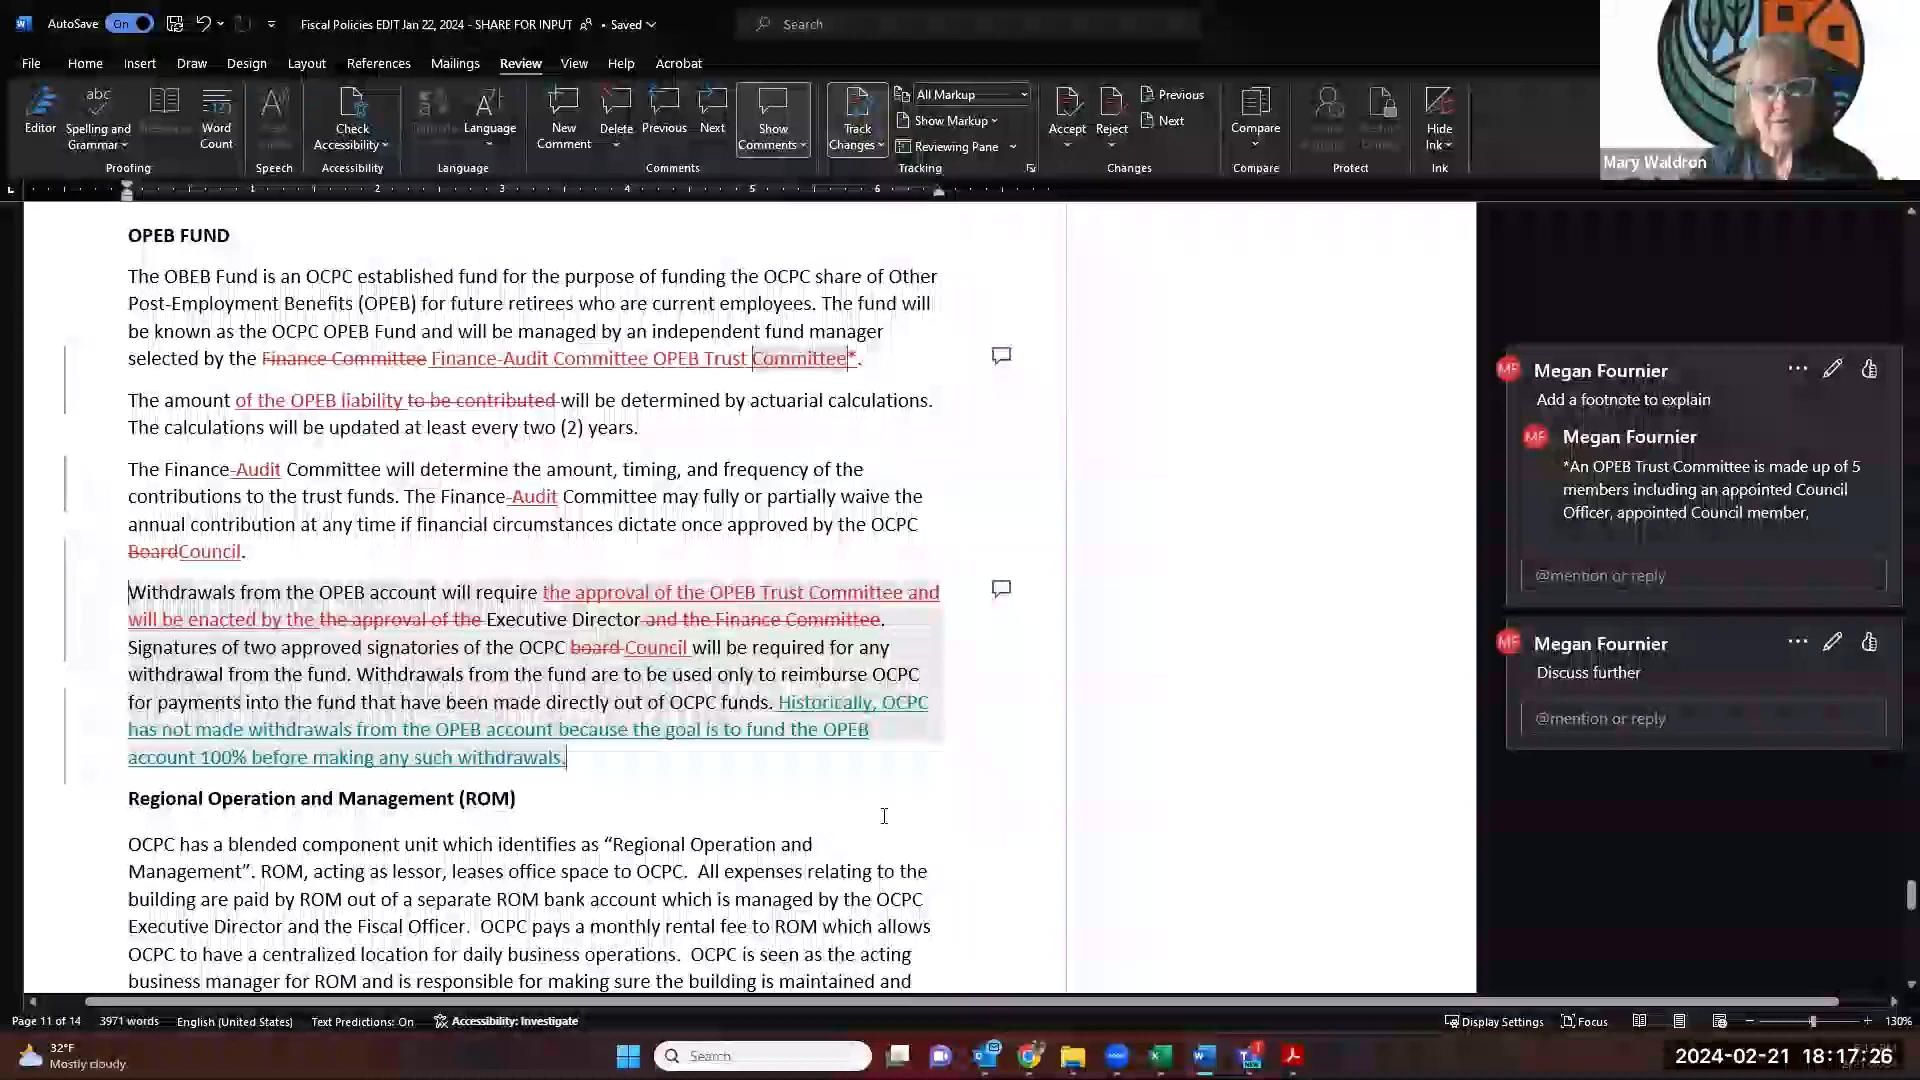 AutoSave On Fiscal Policies EDIT Jan 22, 2024 - SHARE FOR INPUT • Saved Search
File Home Insert Draw Design Layout References Mailings Review View Help Acrobat
Editor
Spelling and Grammar
Word Count
Check Accessibility
Language
New Comment
Delete
Previous
Next
Show Comments
Track Changes
All Markup
Show Markup
Reviewing Pane
Accept
Reject
Previous
Next
Compare
Hide Ink
Proofing Speech Accessibility Language Comments Tracking Changes Compare Protect Ink
Mary Waldron
1 2 3 4 5 6
OPEB FUND
The OBEB Fund is an OCPC established fund for the purpose of funding the OCPC share of Other
Post-Employment Benefits (OPEB) for future retirees who are current employees. The fund will
be known as the OCPC OPEB Fund and will be managed by an independent fund manager
selected by the Finance Committee Finance-Audit Committee OPEB Trust Committee*.
The amount of the OPEB liability to be contributed will be determined by actuarial calculations.
The calculations will be updated at least every two (2) years.
The Finance-Audit Committee will determine the amount, timing, and frequency of the
contributions to the trust funds. The Finance-Audit Committee may fully or partially waive the
annual contribution at any time if financial circumstances dictate once approved by the OCPC
BoardCouncil.
Withdrawals from the OPEB account will require the approval of the OPEB Trust Committee and
will be enacted by the the approval of the Executive Director and the Finance Committee.
Signatures of two approved signatories of the OCPC board Council will be required for any
withdrawal from the fund. Withdrawals from the fund are to be used only to reimburse OCPC
for payments into the fund that have been made directly out of OCPC funds. Historically, OCPC
has not made withdrawals from the OPEB account because the goal is to fund the OPEB
account 100% before making any such withdrawals.
Regional Operation and Management (ROM)
OCPC has a blended component unit which identifies as “Regional Operation and
Management”. ROM, acting as lessor, leases office space to OCPC. All expenses relating to the
building are paid by ROM out of a separate ROM bank account which is managed by the OCPC
Executive Director and the Fiscal Officer. OCPC pays a monthly rental fee to ROM which allows
OCPC to have a centralized location for daily business operations. OCPC is seen as the acting
business manager for ROM and is responsible for making sure the building is maintained and
MF Megan Fournier
Add a footnote to explain
MF Megan Fournier
*An OPEB Trust Committee is made up of 5
members including an appointed Council
Officer, appointed Council member,
@mention or reply
MF Megan Fournier
Discuss further
@mention or reply
Page 11 of 14 3971 words English (United States) Text Predictions: On Accessibility: Investigate Display Settings Focus 130%
32°F
Mostly cloudy
Search
2024-02-21 18:17:26